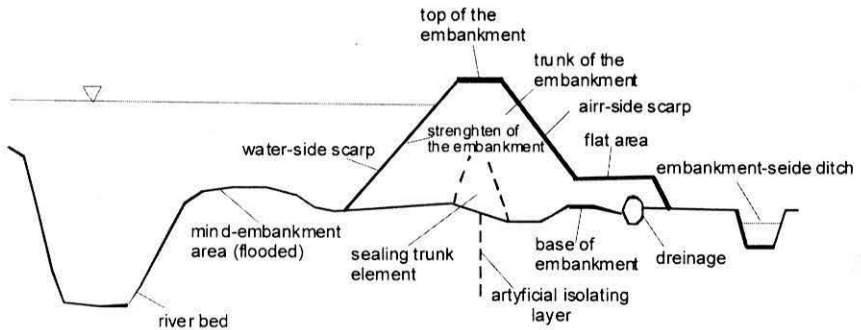 top of the
embankment
trunk of the
embankment
airr-side scarp
strenghten of
the embankment
water-side scarp
flat area
embankment-seide ditch
mind-embankment
area (flooded)
sealing trunk
element
base of
embankment
dreinage
artyficial isolating
layer
river bed